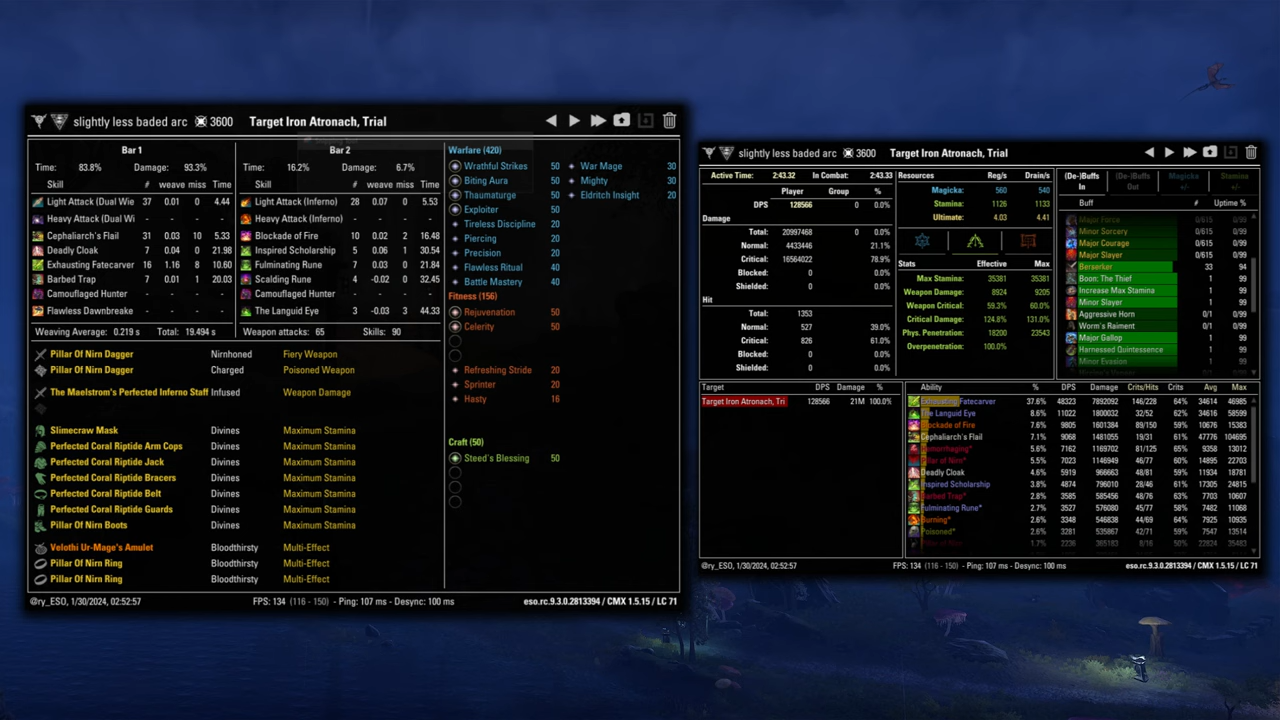 slightly less baded arc 3600 Target Iron Atronach, Trial
Bar 1 Bar 2
Time: 83.8% Damage: 93.3% Time: 16.2% Damage: 6.7%
Skill # weave miss Time Skill # weave miss Time
Light Attack (Dual Wie 37 0.01 0 4.44 Light Attack (Inferno) 28 0.07 0 5.53
Heavy Attack (Dual Wi - - - - Heavy Attack (Inferno) - - - -
Cephaliarch's Flail 31 0.03 10 5.33 Blockade of Fire 10 0.02 2 16.48
Deadly Cloak 7 0.04 0 21.98 Inspired Scholarship 5 0.06 1 30.54
Exhausting Fatecarver 16 1.16 8 10.60 Fulminating Rune 7 0.03 0 21.84
Barbed Trap 7 0.01 1 20.03 Scalding Rune 4 -0.02 - 32.45
Camouflaged Hunter - - - - Camouflaged Hunter - - - -
Flawless Dawnbreake - - - - The Languid Eye 3 -0.03 3 44.33
Weaving Average: 0.219 s Total: 19.494 s Weapon attacks: 65 Skills: 90
Pillar Of Nirn Dagger Nirnhoned Fiery Weapon
Pillar Of Nirn Dagger Charged Poisoned Weapon
The Maelstrom's Perfected Inferno Staff Infused Weapon Damage
Slimecraw Mask Divines Maximum Stamina
Perfected Coral Riptide Arm Cops Divines Maximum Stamina
Perfected Coral Riptide Jack Divines Maximum Stamina
Perfected Coral Riptide Bracers Divines Maximum Stamina
Perfected Coral Riptide Belt Divines Maximum Stamina
Perfected Coral Riptide Guards Divines Maximum Stamina
Pillar Of Nirn Boots Divines Maximum Stamina
Velothi Ur-Mage's Amulet Bloodthirsty Multi-Effect
Pillar Of Nirn Ring Bloodthirsty Multi-Effect
Pillar Of Nirn Ring Bloodthirsty Multi-Effect
Warfare (420)
Wrathful Strikes 50 War Mage 30
Biting Aura 50 Mighty 30
Thaumaturge 50 Eldritch Insight 20
Exploiter 50
Tireless Discipline 20
Piercing 20
Precision 20
Flawless Ritual 40
Battle Mastery 40
Fitness (156)
Rejuvenation 50
Celerity 50
Refreshing Stride 20
Sprinter 20
Hasty 16
Craft (50)
Steed's Blessing 50
@ry_ESO, 1/30/2024, 02:52:57 FPS: 134 (116 - 150) - Ping: 107 ms - Desync: 100 ms eso.rc.9.3.0.2813394 / CMX 1.5.15 / LC 71
slightly less baded arc 3600 Target Iron Atronach, Trial
Active Time: 2:43.32 In Combat: 2:43.33
Player Group %
DPS 128566 0 0.0%
Damage
Total: 20997468 0 0.0%
Normal: 4433446 21.1%
Critical: 16564022 78.9%
Blocked: 0 0.0%
Shielded: 0 0.0%
Hit
Total: 1353
Normal: 527 39.0%
Critical: 826 61.0%
Blocked: 0 0.0%
Shielded: 0 0.0%
Resources Reg/s Drain/s
Magicka: 560 540
Stamina: 1126 1133
Ultimate: 4.03 4.41
Stats Effective Max
Max Stamina: 35381 35381
Weapon Damage: 8924 9205
Weapon Critical: 59.3% 60.0%
Critical Damage: 124.8% 131.0%
Phys. Penetration: 18200 23543
Overpenetration: 100.0%
(De-)Buffs In (De-)Buffs Out Magicka +/- Stamina +/-
Buff # Uptime %
Major Force 0/615 0/99
Minor Sorcery 0/615 0/99
Major Courage 0/615 0/99
Major Slayer 0/615 0/99
Berserker 33 94
Boon: The Thief 1 99
Increase Max Stamina 1 99
Minor Slayer 1 99
Aggressive Horn 0/1 0/99
Worm's Raiment 0/1 0/99
Major Gallop 1 99
Harnessed Quintessence 1 99
Minor Evasion 1 99
Target DPS Damage %
Target Iron Atronach, Tri 128566 21M 100.0%
Ability % DPS Damage Crits/Hits Crits Avg Max
Exhausting Fatecarver 37.6% 48323 7892092 146/228 64% 34614 46985
The Languid Eye 8.6% 11022 1800032 32/52 62% 34616 58599
Blockade of Fire 7.6% 9805 1601384 89/150 59% 10676 15383
Cephaliarch's Flail 7.1% 9068 1481055 19/31 61% 47776 104695
Hemorrhaging* 5.6% 7162 1169702 81/125 65% 9358 13012
Pillar of Nirn* 5.5% 7023 1146949 46/77 60% 14895 22703
Deadly Cloak 4.6% 5919 966663 48/81 59% 11934 18781
Inspired Scholarship 3.8% 4874 796010 28/46 61% 17305 24815
Barbed Trap* 2.8% 3585 585456 48/76 63% 7703 10607
Fulminating Rune* 2.7% 3527 576080 45/77 58% 7482 11068
Burning* 2.6% 3348 546838 44/69 64% 7925 10935
Poisoned* 2.6% 3281 535867 42/71 59% 7547 13514
1.7% 2236 365183 8/16 50% 22824 35483
@ry_ESO, 1/30/2024, 02:52:57 FPS: 134 (116 - 150) - Ping: 107 ms - Desync: 100 ms eso.rc.9.3.0.2813394 / CMX 1.5.15 / LC 71